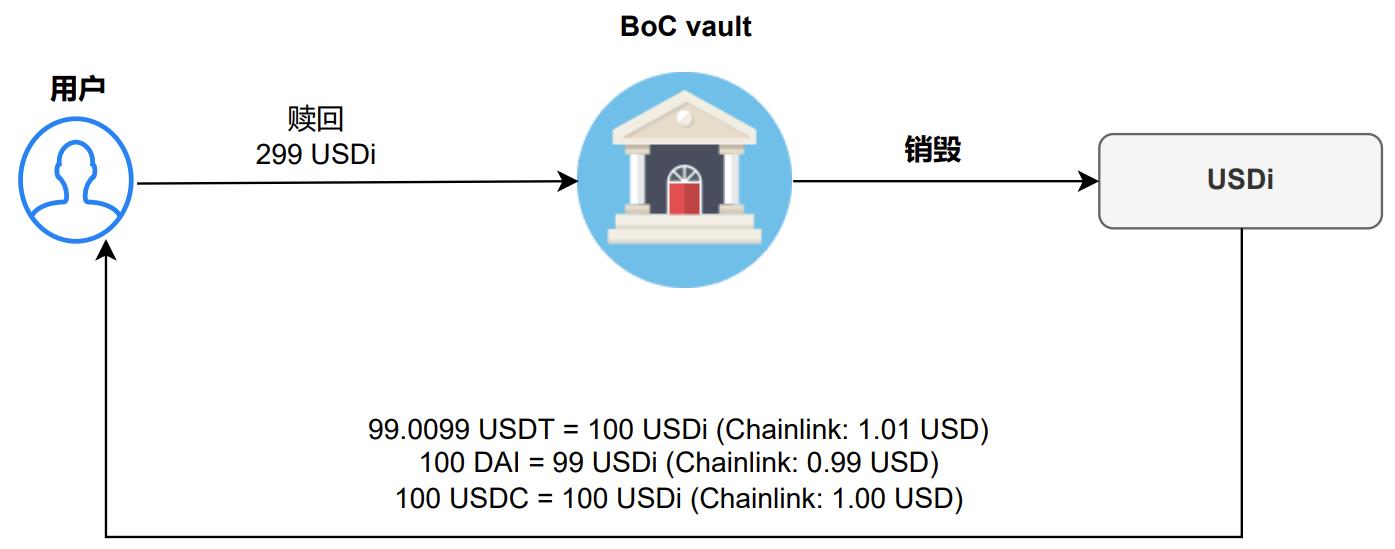 BoC vault
用户
赎回
299 USDi
销毁
USDi
99.0099 USDT = 100 USDi (Chainlink: 1.01 USD)
100 DAI = 99 USDi (Chainlink: 0.99 USD)
100 USDC = 100 USDi (Chainlink: 1.00 USD)